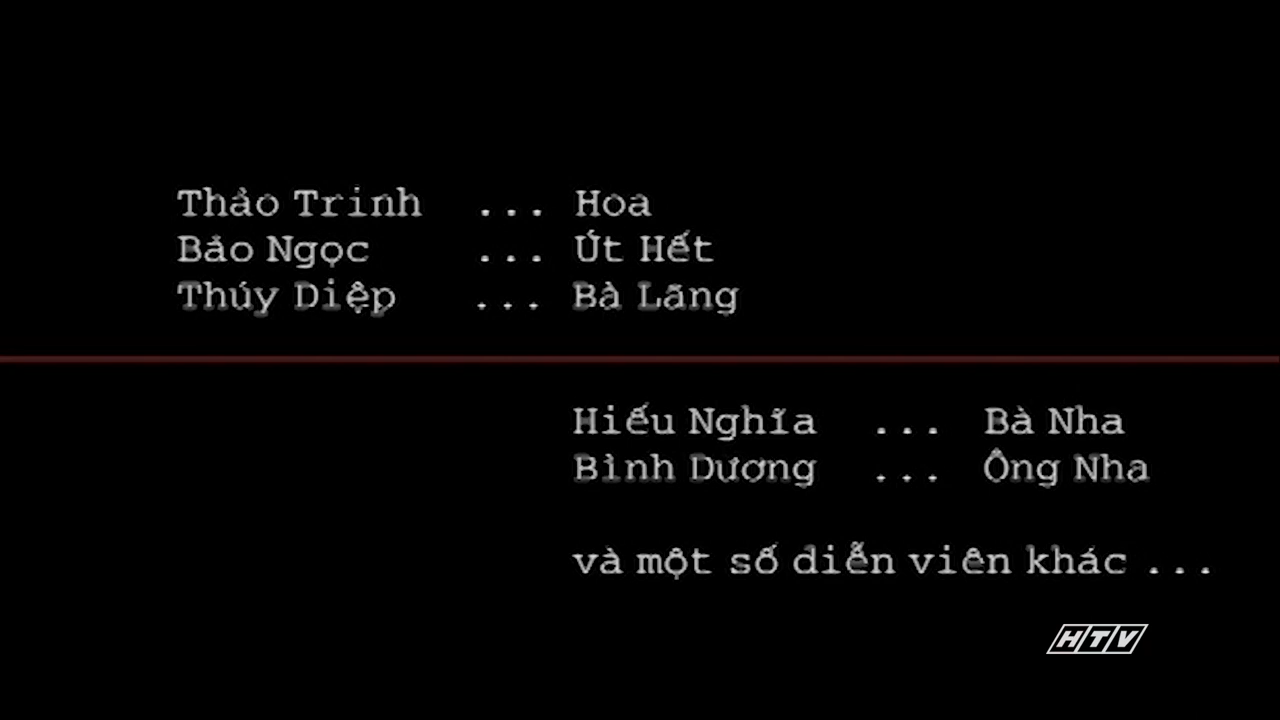 Thảo Trinh ... Hoa
Bảo Ngọc ... Út Hết
Thúy Diệp ... Bà Lãng
Hiếu Nghĩa ... Bà Nha
Bình Dương ... Ông Nha
và một số diễn viên khác ...
HTV